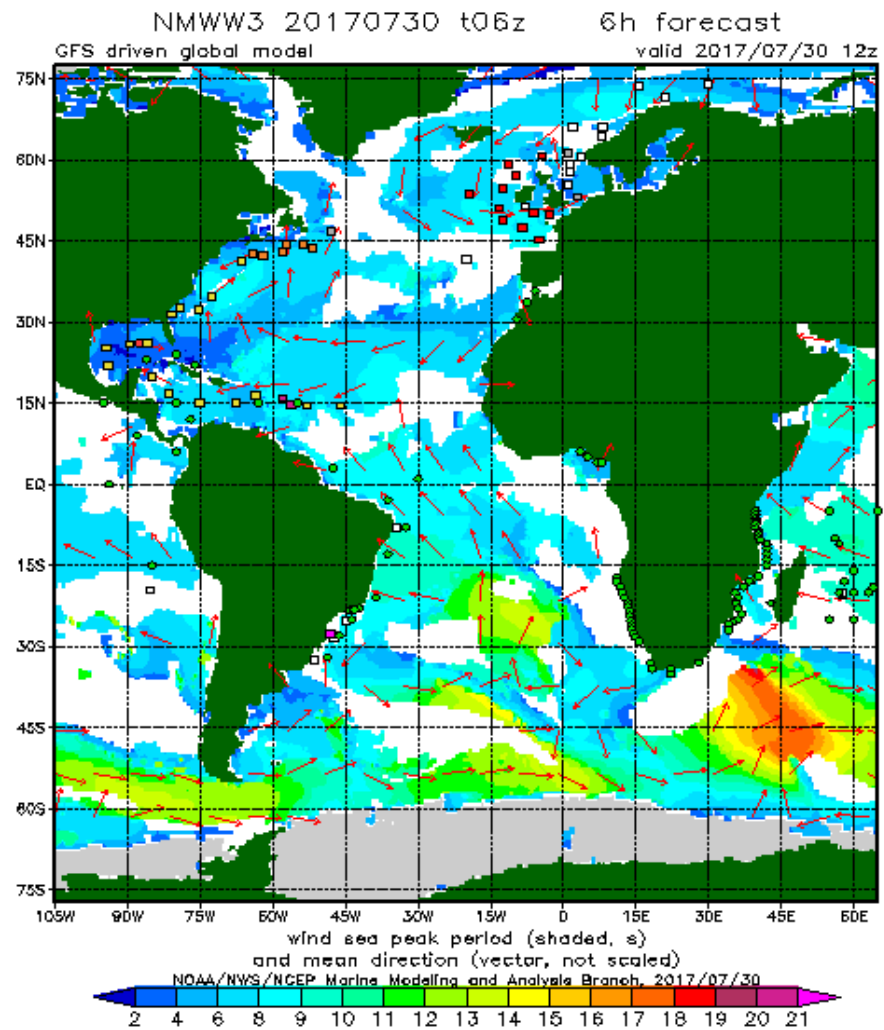 NMWW3 20170730 t06z 6h forecast
GFS driven global model valid 2017/07/30 12z
75N
60N
45N
30N
15N
EQ
15S
30S
45S
60S
75S
105W 90W 75W 60W 45W 30W 15W 0 15E 30E 45E 60E
wind sea peak period (shaded, s)
and mean direction (vector, not scaled)
NOAA/NWS/NCEP Marine Modeling and Analysis Branch, 2017/07/30
2 4 6 8 9 10 11 12 13 14 15 16 17 18 19 20 21